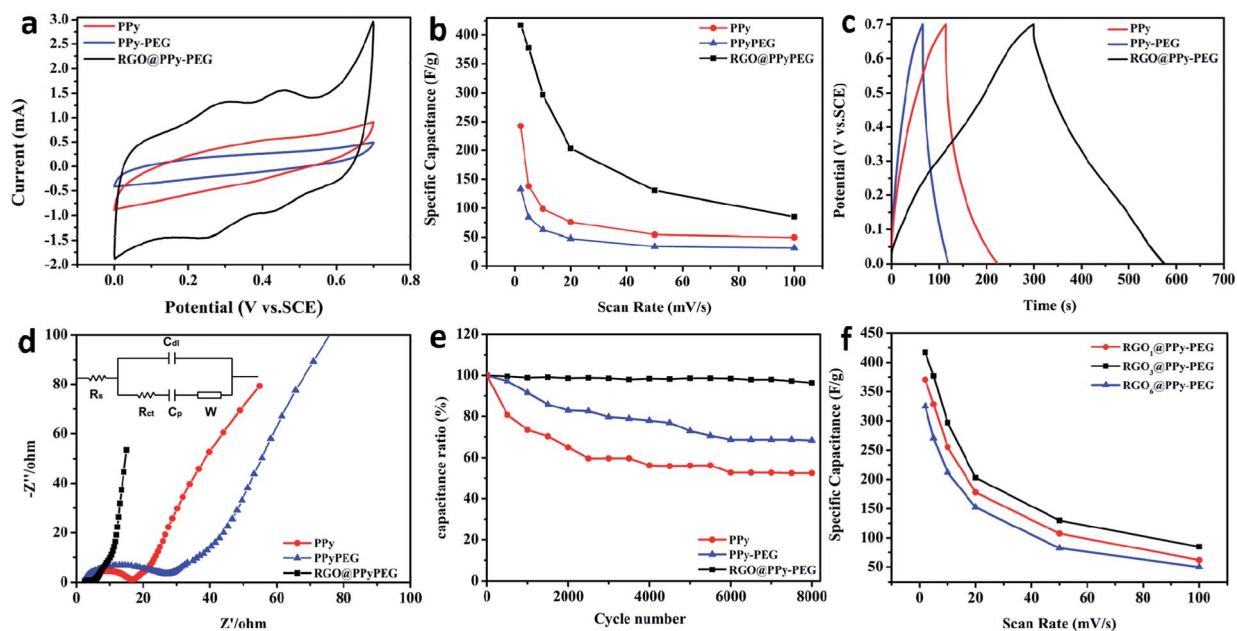 a
PPy
PPy-PEG
RGO@PPy-PEG
3.0
2.5
2.0
1.5
1.0
0.5
0.0
-0.5
-1.0
-1.5
-2.0
Current (mA)
0.0 0.2 0.4 0.6 0.8
Potential (V vs.SCE)
b
PPy
PPyPEG
RGO@PPyPEG
400
350
300
250
200
150
100
50
0
Specific Capacitance (F/g)
0 20 40 60 80 100
Scan Rate (mV/s)
c
PPy
PPy-PEG
RGO@PPy-PEG
0.7
0.6
0.5
0.4
0.3
0.2
0.1
0.0
Potential (V vs.SCE)
0 100 200 300 400 500 600 700
Time (s)
d
Cdl
Rs
Rct Cp W
100
80
60
40
20
0
-Z''/ohm
PPy
PPyPEG
RGO@PPyPEG
0 20 40 60 80 100
Z'/ohm
e
120
100
80
60
40
20
0
capacitance ratio (%)
PPy
PPy-PEG
RGO@PPy-PEG
0 2000 4000 6000 8000
Cycle number
f
RGO1@PPy-PEG
RGO3@PPy-PEG
RGO6@PPy-PEG
450
400
350
300
250
200
150
100
50
Specific Capacitance (F/g)
0 20 40 60 80 100
Scan Rate (mV/s)